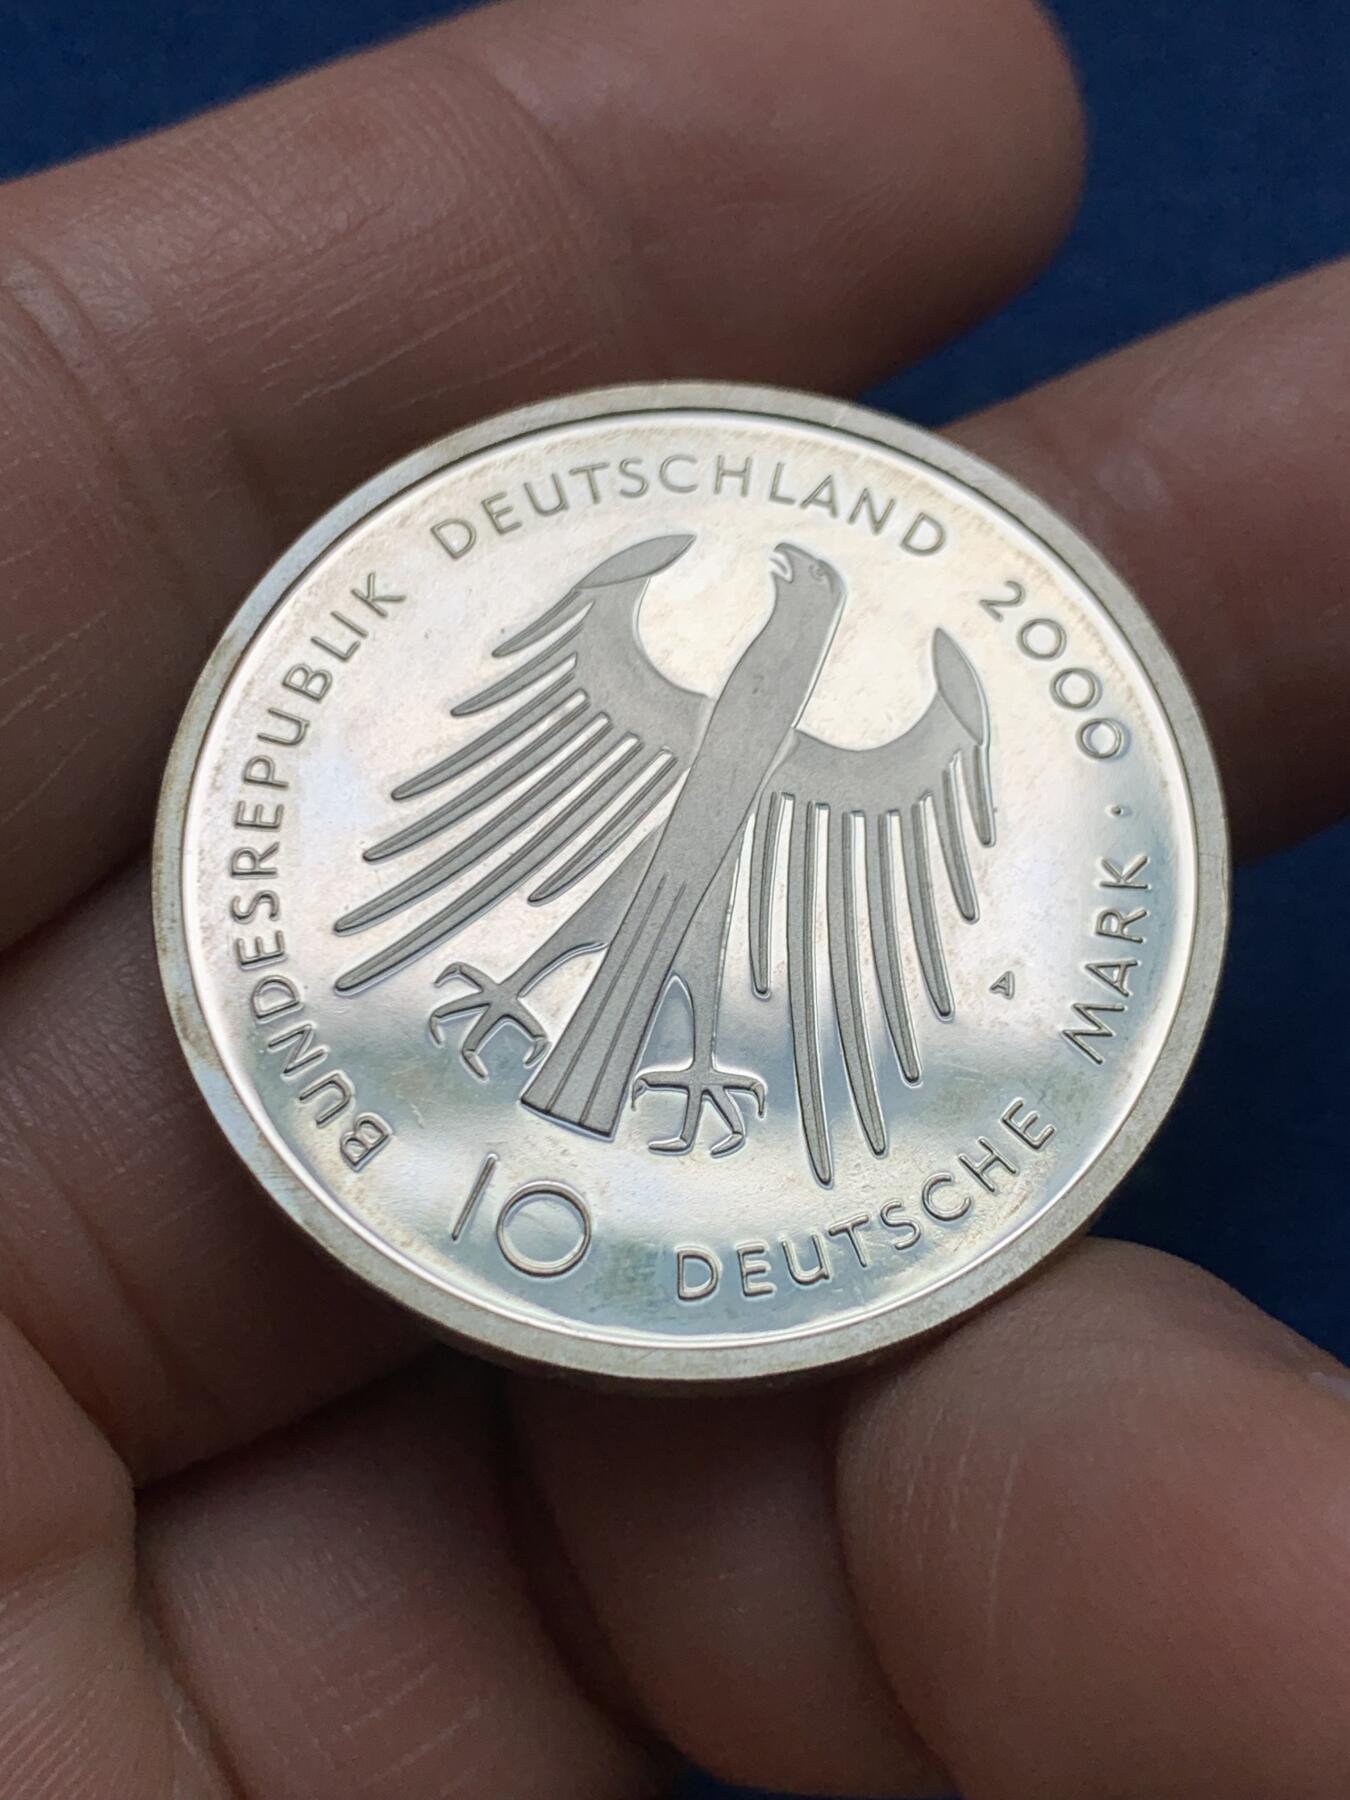 BUNDESREPUBLIK DEUTSCHLAND 2000 ·
10 DEUTSCHE MARK
A